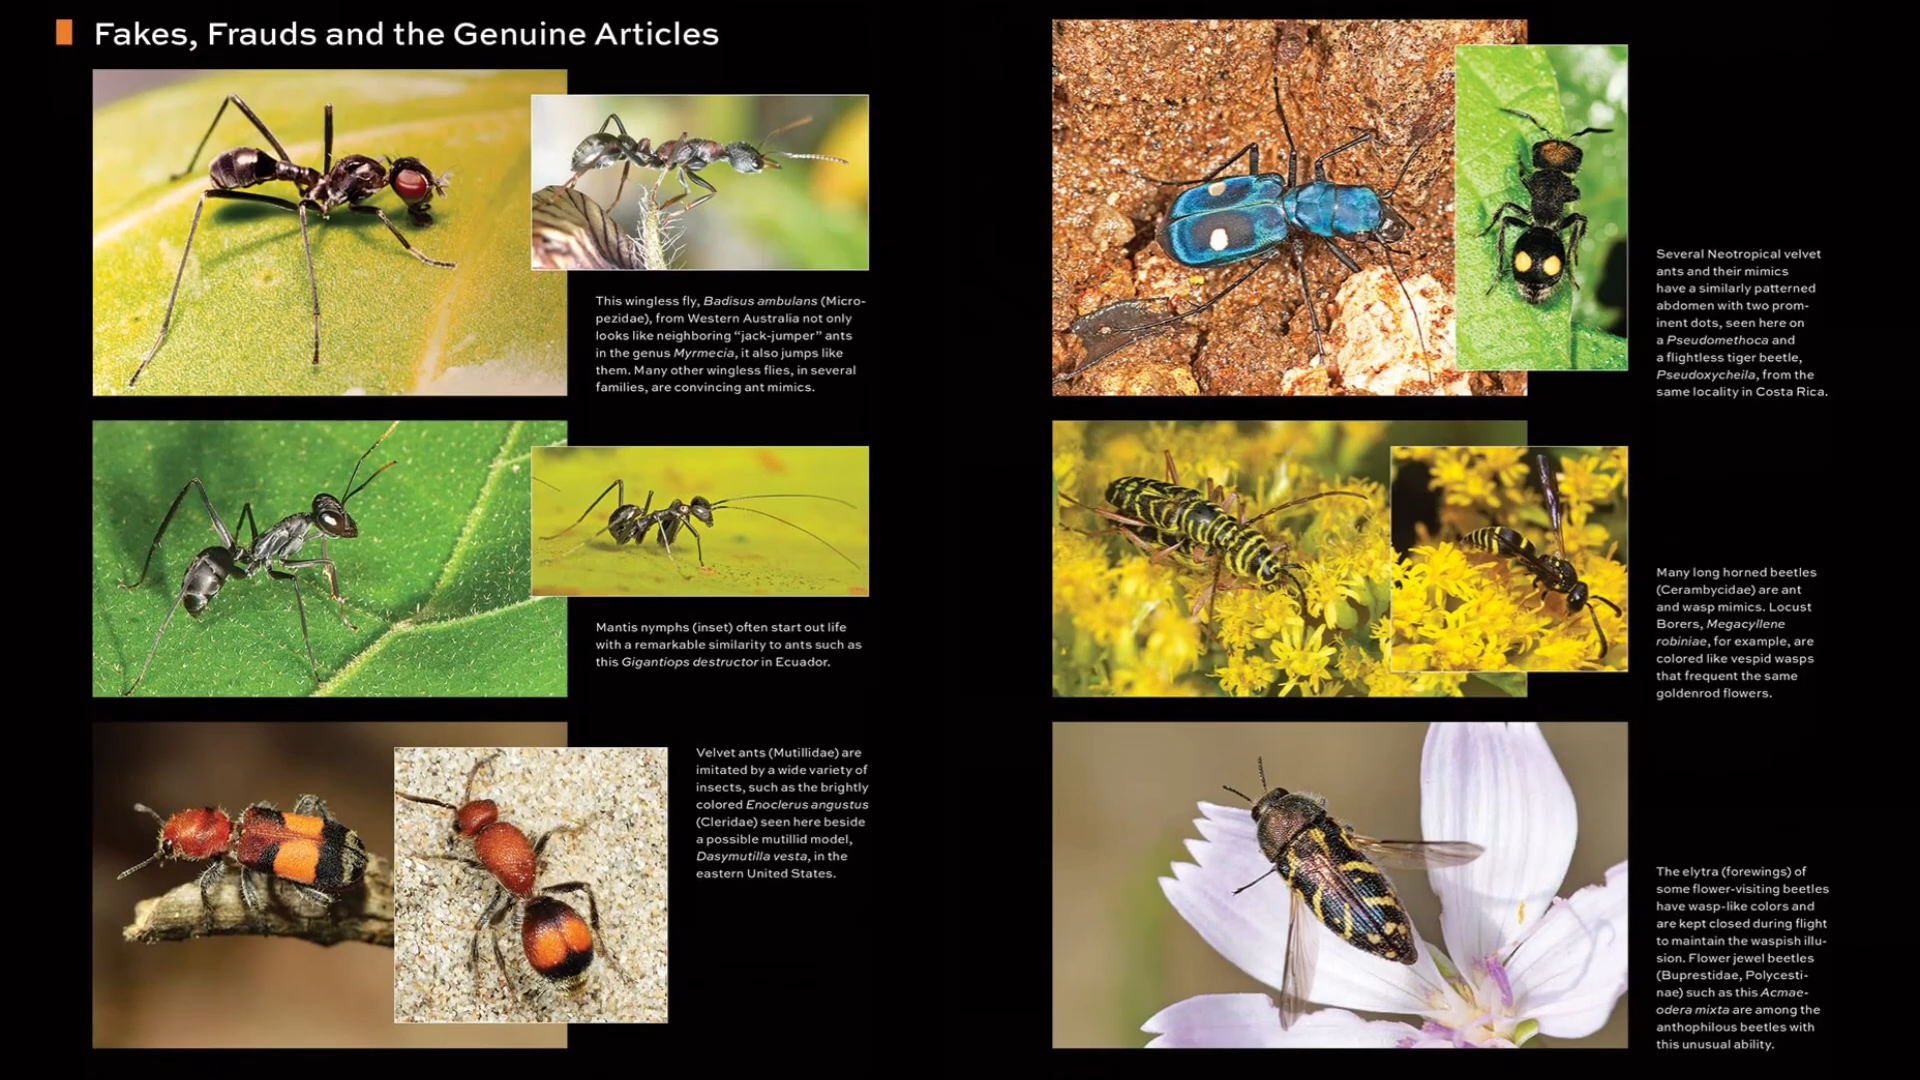 Fakes, Frauds and the Genuine Articles
This wingless fly, Badisus ambulans (Micro-
pezidae), from Western Australia not only
looks like neighboring “jack-jumper” ants
in the genus Myrmecia, it also jumps like
them. Many other wingless flies, in several
families, are convincing ant mimics.
Mantis nymphs (inset) often start out life
with a remarkable similarity to ants such as
this Gigantiops destructor in Ecuador.
Velvet ants (Mutillidae) are
imitated by a wide variety of
insects, such as the brightly
colored Enoclerus angustus
(Cleridae) seen here beside
a possible mutillid model,
Dasymutilla vesta, in the
eastern United States.
Several Neotropical velvet
ants and their mimics
have a similarly patterned
abdomen with two prom-
inent dots, seen here on
a Pseudomethoca and
a flightless tiger beetle,
Pseudoxycheila, from the
same locality in Costa Rica.
Many long horned beetles
(Cerambycidae) are ant
and wasp mimics. Locust
Borers, Megacyllene
robiniae, for example, are
colored like vespid wasps
that frequent the same
goldenrod flowers.
The elytra (forewings) of
some flower-visiting beetles
have wasp-like colors and
are kept closed during flight
to maintain the waspish illu-
sion. Flower jewel beetles
(Buprestidae, Polycesti-
nae) such as this Acmae-
odera mixta are among the
anthophilous beetles with
this unusual ability.